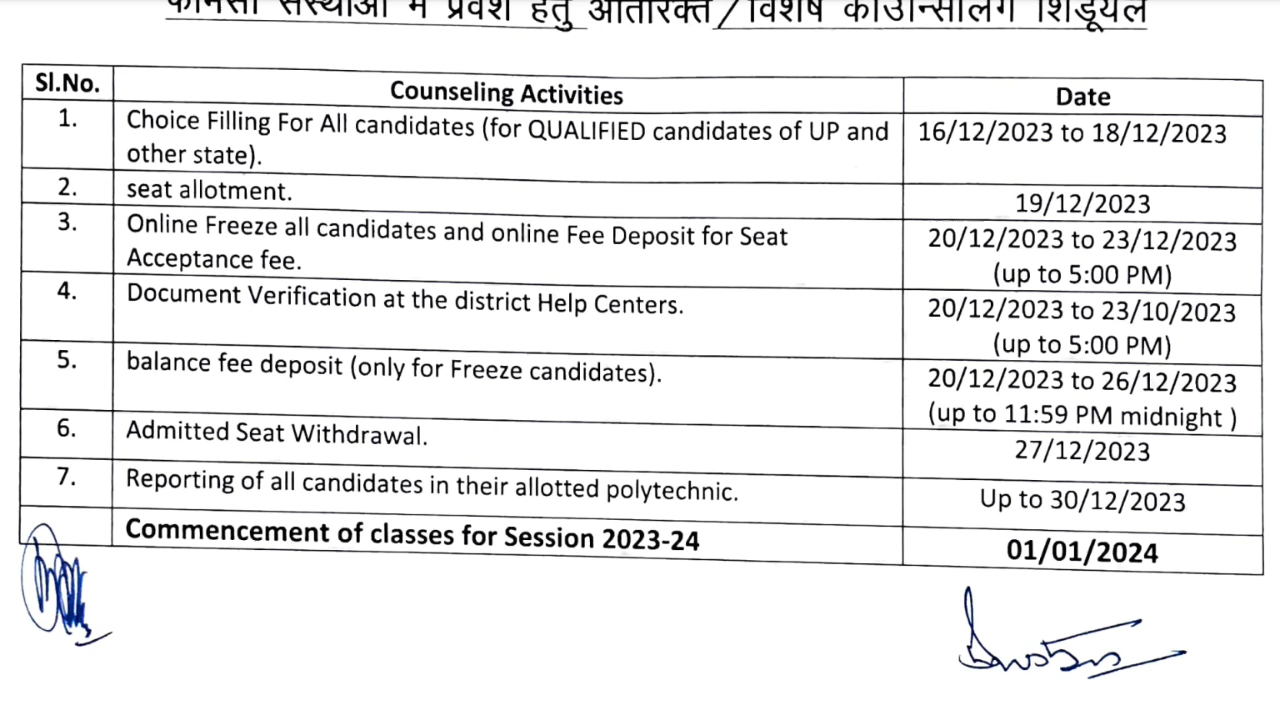 फार्मेसी संस्थाओं में प्रवेश हेतु अतिरिक्त/विशेष काउन्सिलिंग शिड्यूल
Sl.No. Counseling Activities Date
1. Choice Filling For All candidates (for QUALIFIED candidates of UP and 16/12/2023 to 18/12/2023
other state).
2. seat allotment. 19/12/2023
3. Online Freeze all candidates and online Fee Deposit for Seat 20/12/2023 to 23/12/2023
Acceptance fee. (up to 5:00 PM)
4. Document Verification at the district Help Centers. 20/12/2023 to 23/10/2023
(up to 5:00 PM)
5. balance fee deposit (only for Freeze candidates). 20/12/2023 to 26/12/2023
(up to 11:59 PM midnight )
6. Admitted Seat Withdrawal. 27/12/2023
7. Reporting of all candidates in their allotted polytechnic. Up to 30/12/2023
Commencement of classes for Session 2023-24 01/01/2024